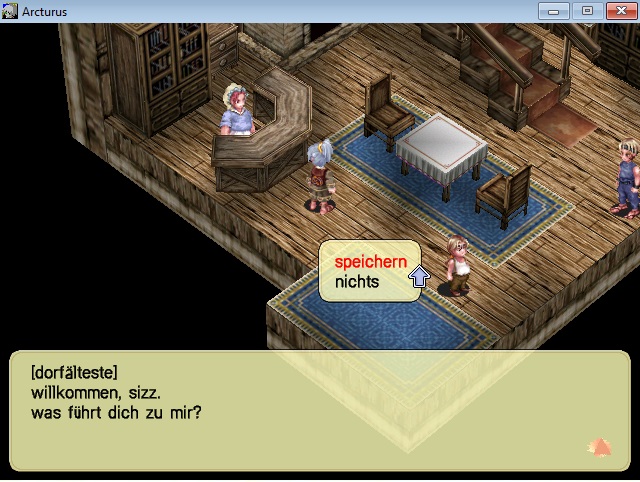 Arcturus
speichern
nichts
[dorfälteste]
willkommen, sizz.
was führt dich zu mir?